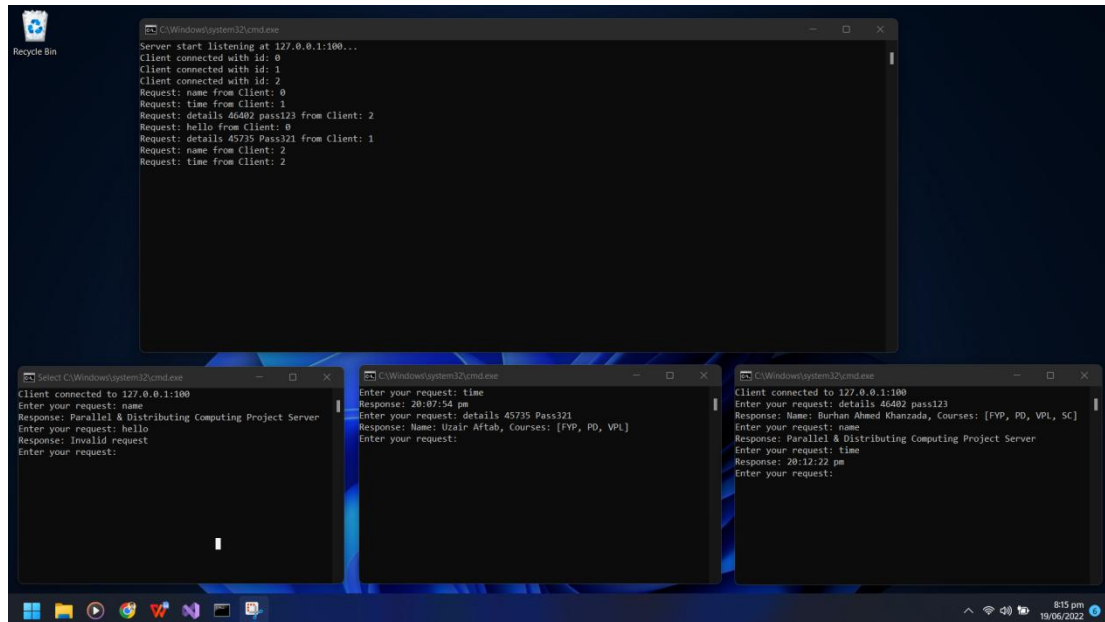 Recycle Bin
C:\Windows\system32\cmd.exe
Server start listening at 127.0.0.1:100...
Client connected with id: 0
Client connected with id: 1
Client connected with id: 2
Request: name from Client: 0
Request: time from Client: 1
Request: details 46402 pass123 from Client: 2
Request: hello from Client: 0
Request: details 45735 Pass321 from Client: 1
Request: name from Client: 2
Request: time from Client: 2
Select C:\Windows\system32\cmd.exe
Client connected to 127.0.0.1:100
Enter your request: name
Response: Parallel & Distributing Computing Project Server
Enter your request: hello
Response: Invalid request
Enter your request:
C:\Windows\system32\cmd.exe
Enter your request: time
Response: 20:07:54 pm
Enter your request: details 45735 Pass321
Response: Name: Uzair Aftab, Courses: [FYP, PD, VPL]
Enter your request:
C:\Windows\system32\cmd.exe
Client connected to 127.0.0.1:100
Enter your request: details 46402 pass123
Response: Name: Burhan Ahmed Khanzada, Courses: [FYP, PD, VPL, SC]
Enter your request: name
Response: Parallel & Distributing Computing Project Server
Enter your request: time
Response: 20:12:22 pm
Enter your request:
8:15 pm
19/06/2022
6